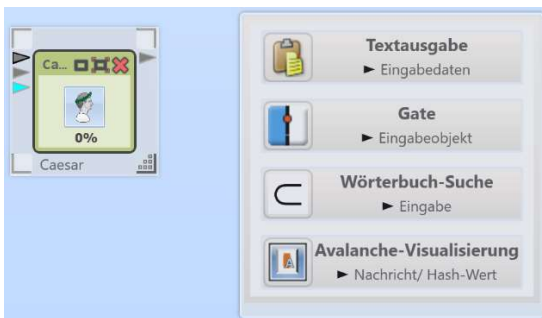 Ca...
0%
Caesar
Textausgabe
Eingabedaten
Gate
Eingabeobjekt
Wörterbuch-Suche
Eingabe
Avalanche-Visualisierung
Nachricht/ Hash-Wert